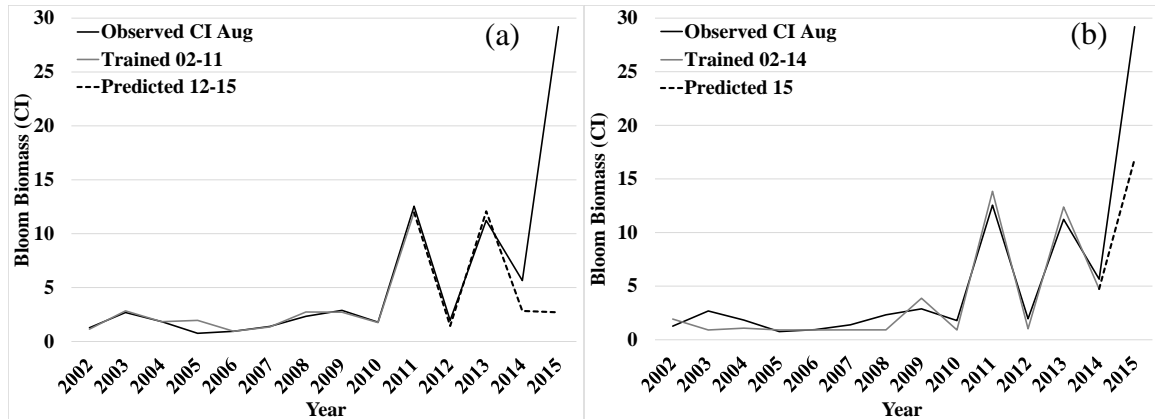 30
25
20
15
10
5
0
Bloom Biomass (CI)
Observed CI Aug
Trained 02-11
Predicted 12-15
(a)
2002 2003 2004 2005 2006 2007 2008 2009 2010 2011 2012 2013 2014 2015
Year
30
25
20
15
10
5
0
Bloom Biomass (CI)
Observed CI Aug
Trained 02-14
Predicted 15
(b)
2002 2003 2004 2005 2006 2007 2008 2009 2010 2011 2012 2013 2014 2015
Year